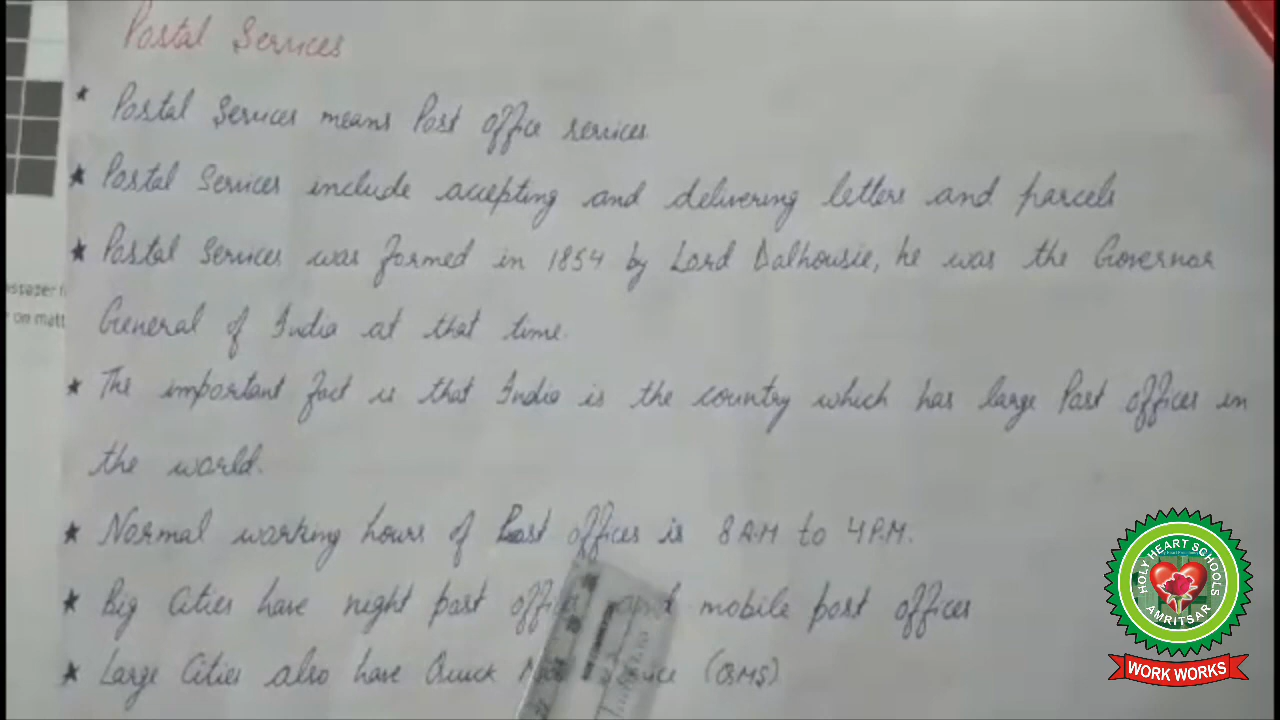 Postal Services
* Postal Services means Post office services
* Postal Services include accepting and delivering letters and parcels
* Postal Services was formed in 1854 by Lord Dalhousie, he was the Governor
General of India at that time.
* The important fact is that India is the country which has large Post offices in
the world.
* Normal working hours of Post offices is 8 A.M to 4 P.M.
* Big Cities have night post and mobile post offices
* Large Cities also have Quick (QMS)
on matt
HOLY HEART SCHOOLS
AMRITSAR
WORK WORKS